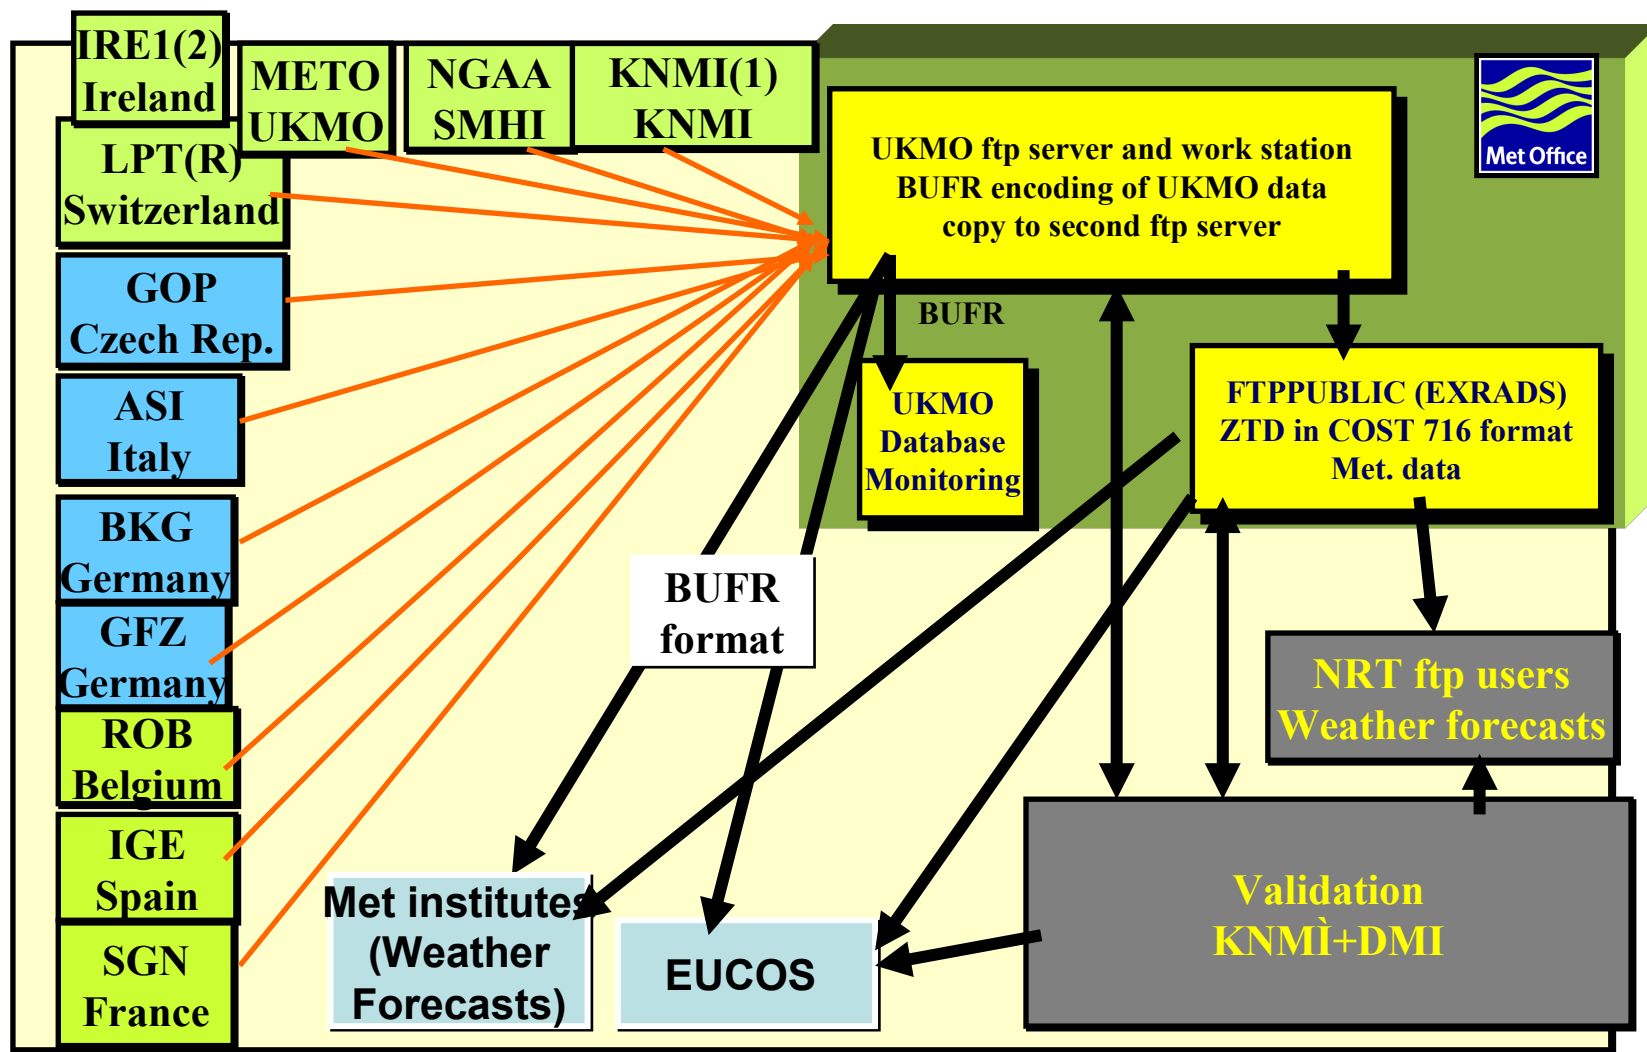 IRE1(2)
Ireland
METO
UKMO
NGAA
SMHI
KNMI(1)
KNMI
LPT(R)
Switzerland
GOP
Czech Rep.
ASI
Italy
BKG
Germany
GFZ
Germany
ROB
Belgium
IGE
Spain
SGN
France
UKMO ftp server and work station
BUFR encoding of UKMO data
copy to second ftp server
Met Office
BUFR
UKMO
Database
Monitoring
FTPPUBLIC (EXRADS)
ZTD in COST 716 format
Met. data
BUFR
format
NRT ftp users
Weather forecasts
Met institutes
(Weather
Forecasts)
EUCOS
Validation
KNMÌ+DMI